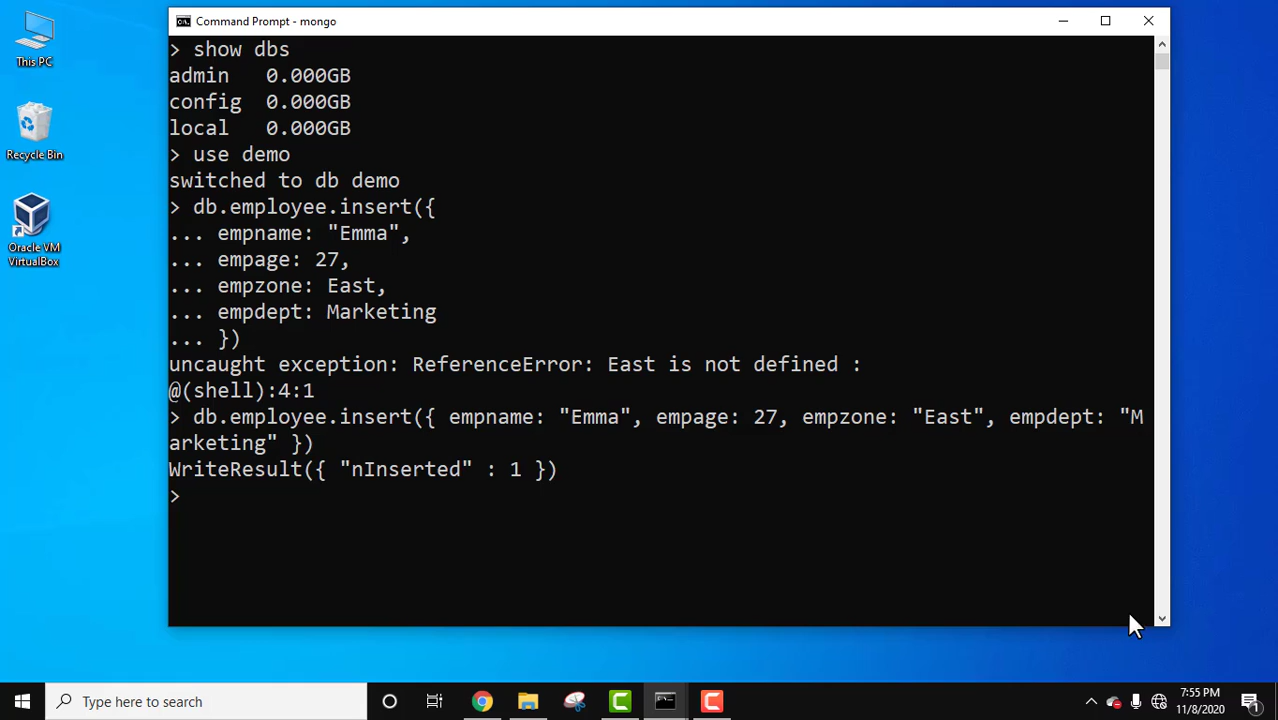 Command Prompt - mongo
This PC
Recycle Bin
Oracle VM
VirtualBox
> show dbs
admin   0.000GB
config  0.000GB
local   0.000GB
> use demo
switched to db demo
> db.employee.insert({
... empname: "Emma",
... empage: 27,
... empzone: East,
... empdept: Marketing
... })
uncaught exception: ReferenceError: East is not defined :
@(shell):4:1
> db.employee.insert({ empname: "Emma", empage: 27, empzone: "East", empdept: "M
arketing" })
WriteResult({ "nInserted" : 1 })
>
Type here to search
7:55 PM
11/8/2020
1